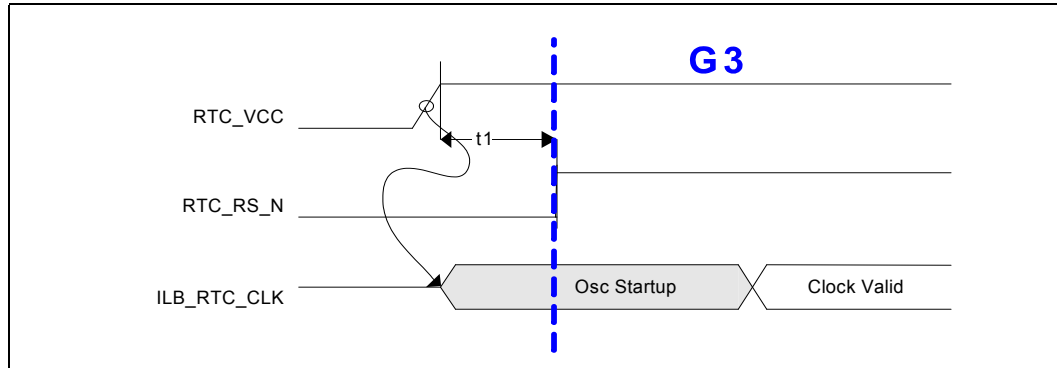 G3
RTC_VCC
t1
RTC_RS_N
ILB_RTC_CLK
Osc Startup
Clock Valid